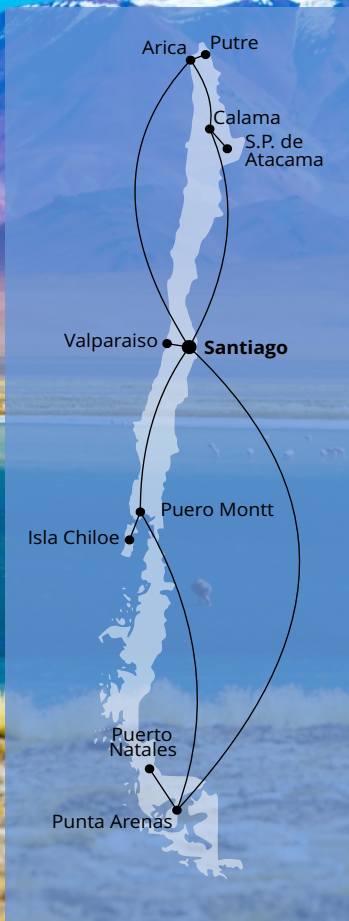 Putre
Arica
Calama
S.P. de
Atacama
Valparaiso
Santiago
Puero Montt
Isla Chiloe
Puerto
Natales
Punta Arenas